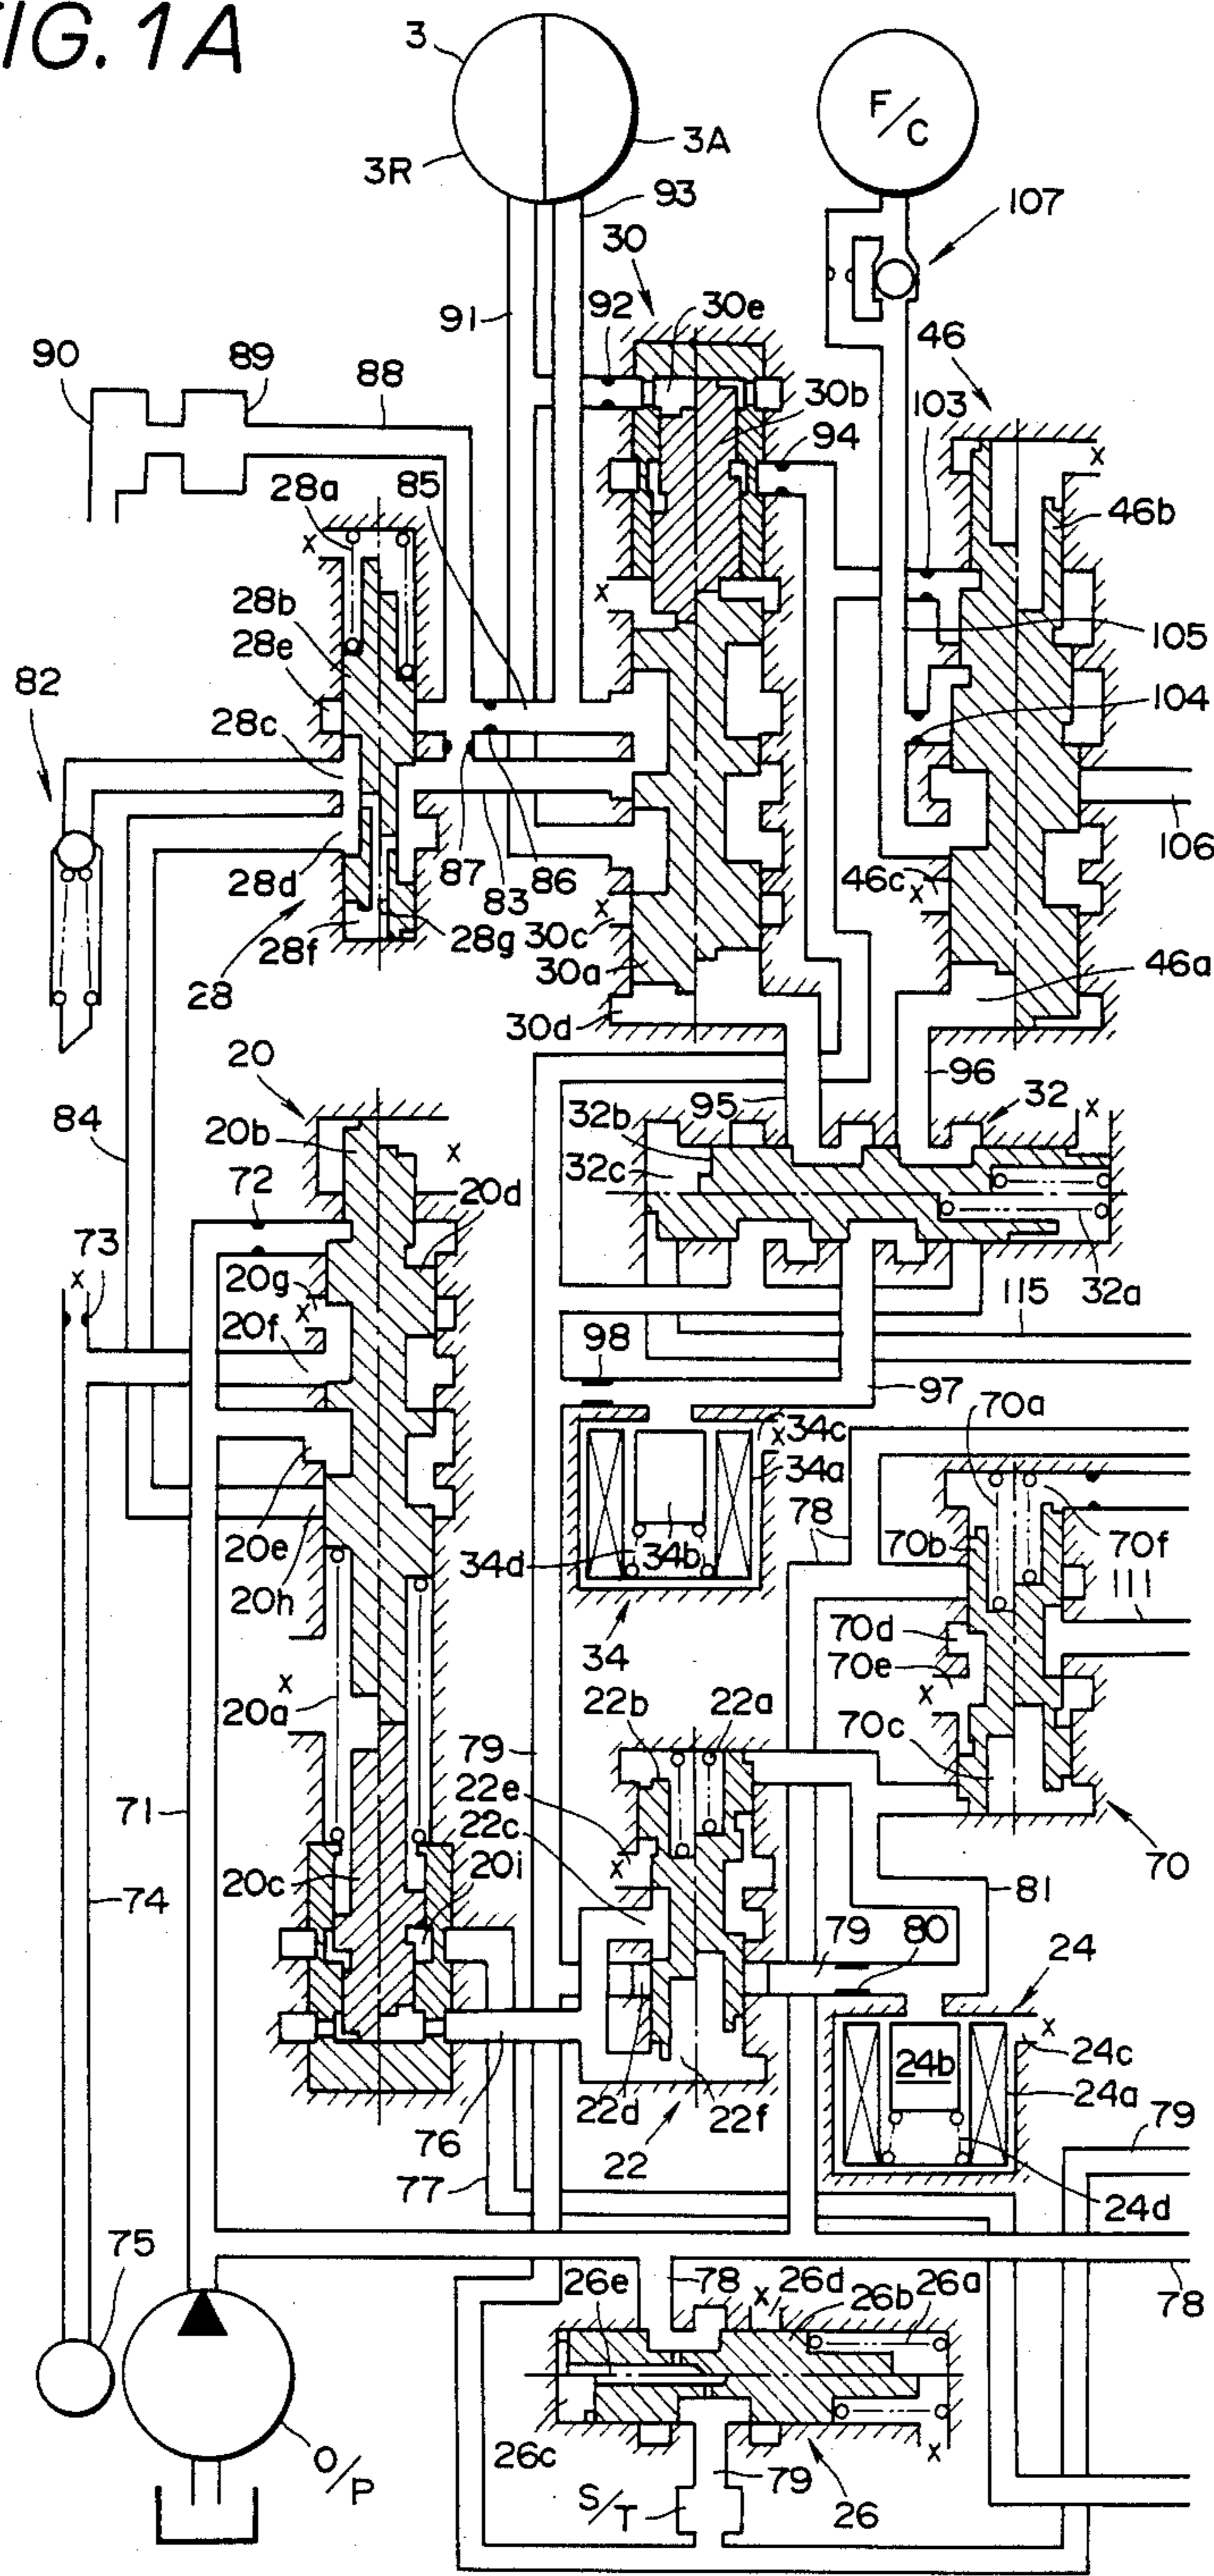 FIG. 1A
3
3R
3A
F/C
93
107
30
91
92
30e
46
90
89
88
30b
103
94
28a
85
x
x
46b
28b
28e
x
105
82
28c
104
28d
87
83
86
46c
106
x
x
28f
28g
30c
30a
46a
28
30d
20
96
84
20b
x
95
32b
32
x
72
20d
32c
73
x
20g
x
20f
115
32a
98
97
70a
34c
x
34a
78
20e
34d
34b
70b
70f
20h
111
34
70d
70e
x
x
20a
22b
22a
70c
79
22e
71
22c
x
70
20c
20i
74
81
79
80
24
x
24b
24c
22d
22f
24a
76
22
79
77
24d
75
26e
78
x
26d
26b
26a
78
26c
x
O/P
79
S/T
26